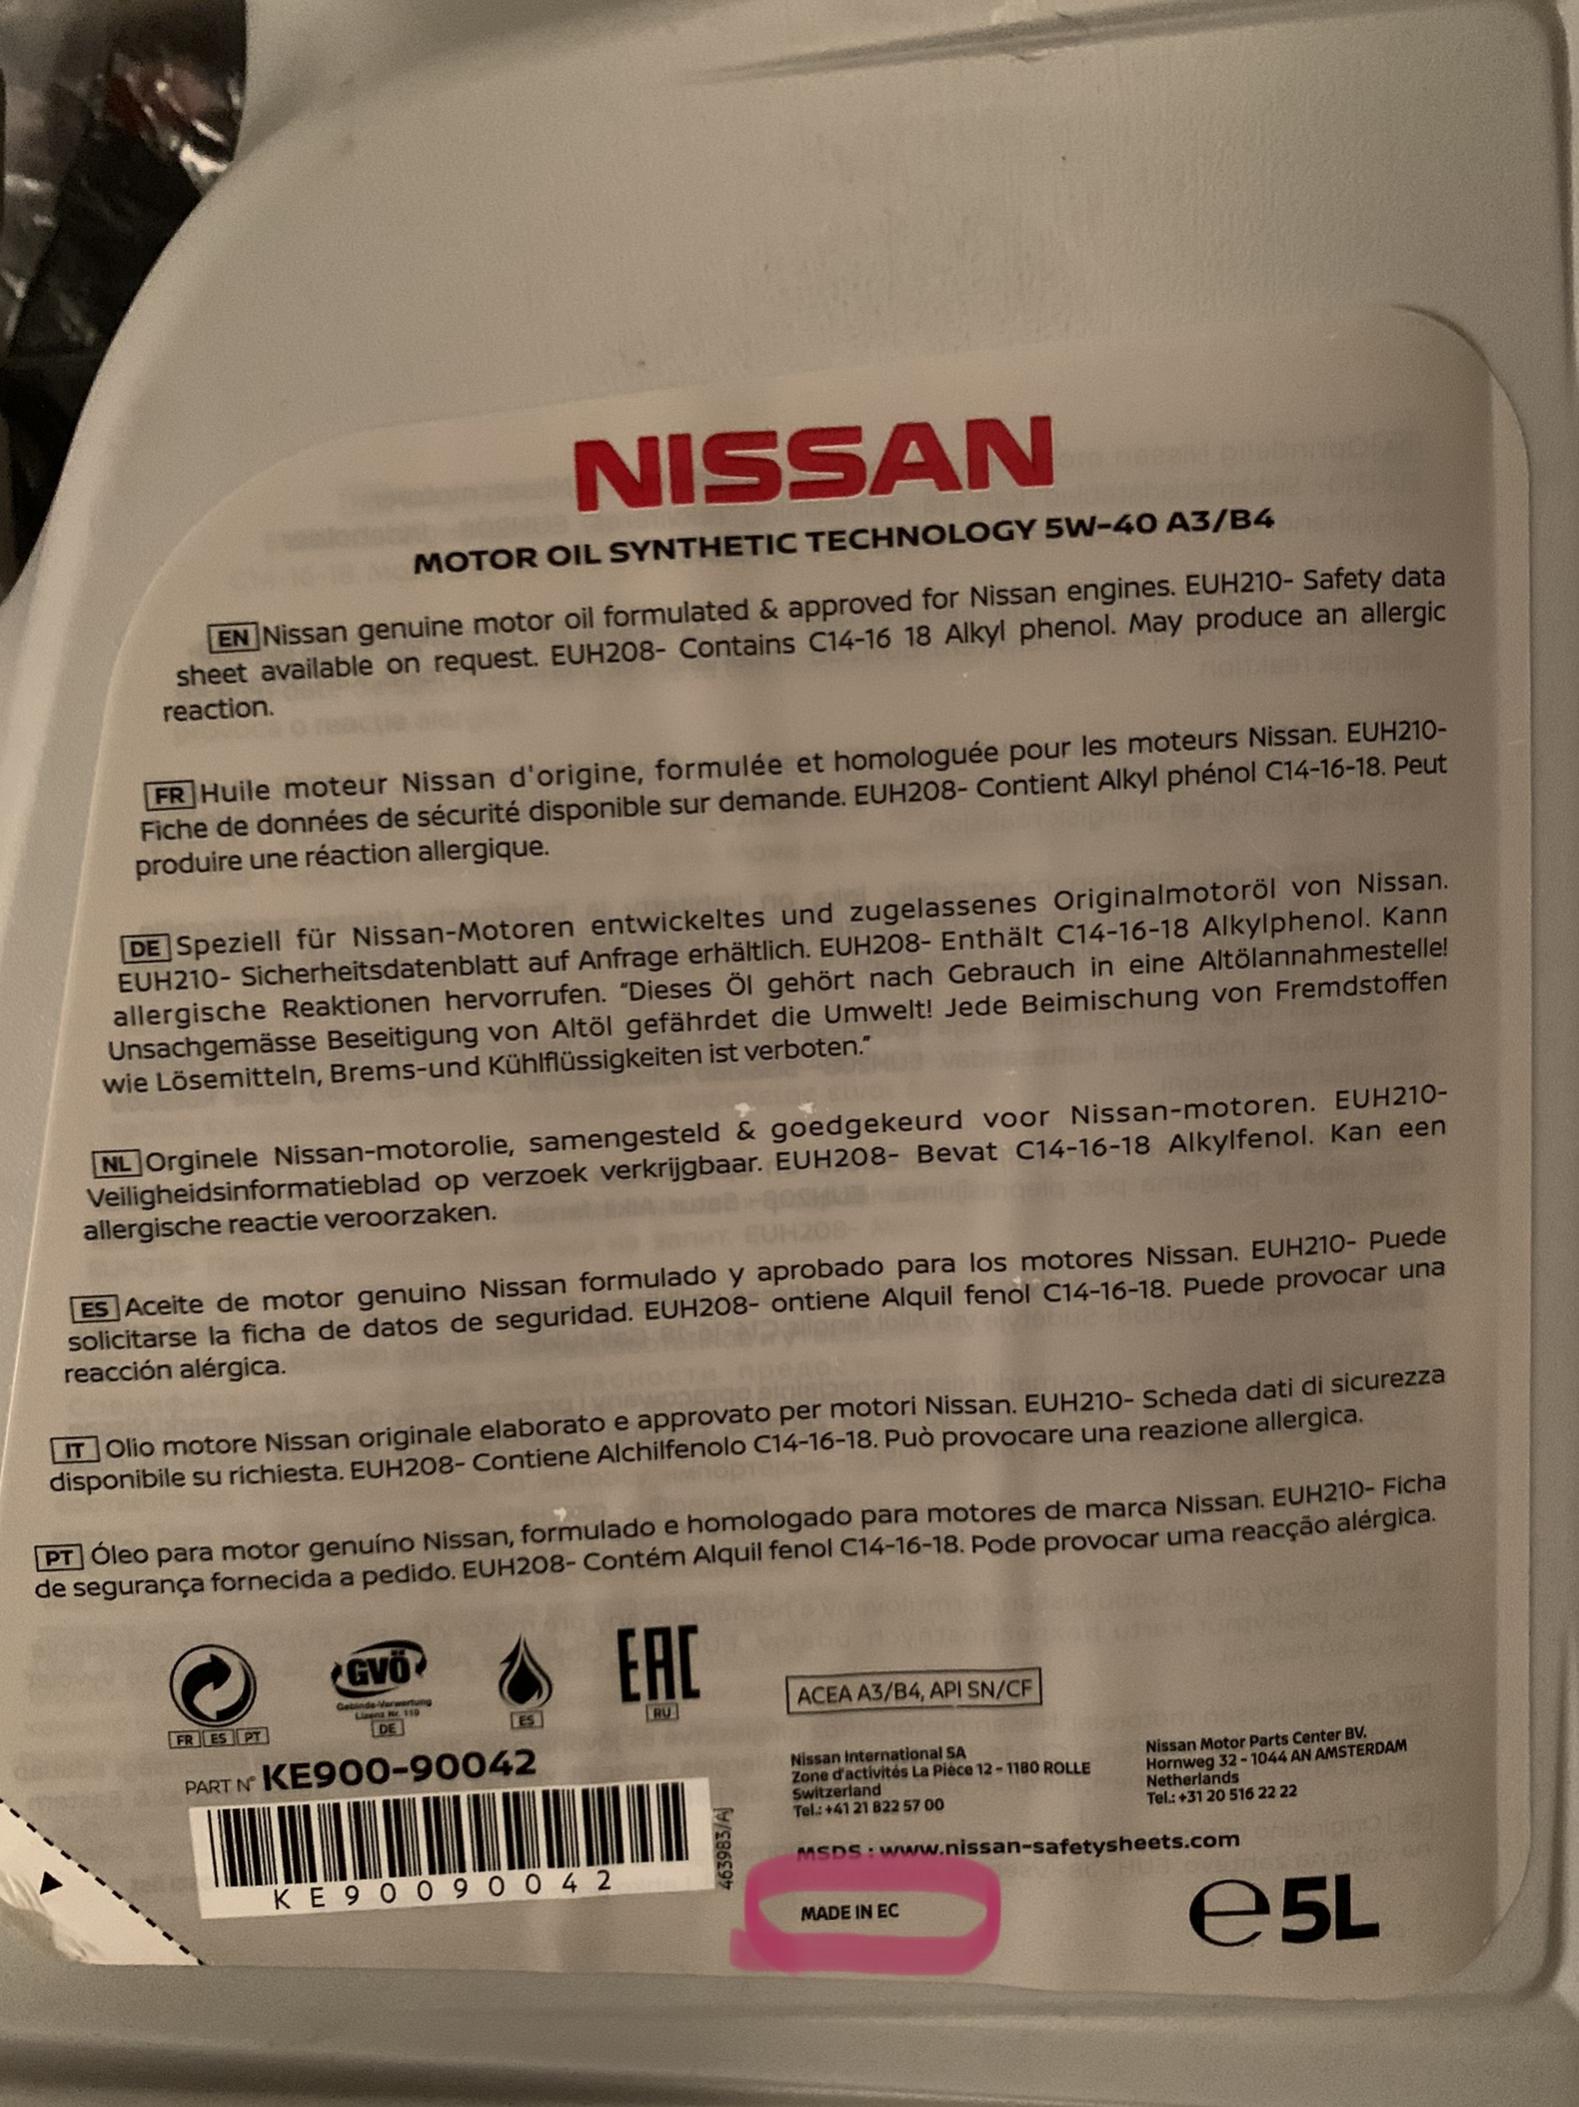 NISSAN
MOTOR OIL SYNTHETIC TECHNOLOGY 5W-40 A3/B4
EN Nissan genuine motor oil formulated & approved for Nissan engines. EUH210- Safety data
sheet available on request. EUH208- Contains C14-16 18 Alkyl phenol. May produce an allergic
reaction.
FR Huile moteur Nissan d'origine, formulée et homologuée pour les moteurs Nissan. EUH210-
Fiche de données de sécurité disponible sur demande. EUH208- Contient Alkyl phénol C14-16-18. Peut
produire une réaction allergique.
DE Speziell für Nissan-Motoren entwickeltes und zugelassenes Originalmotoröl von Nissan.
EUH210- Sicherheitsdatenblatt auf Anfrage erhältlich. EUH208- Enthält C14-16-18 Alkylphenol. Kann
allergische Reaktionen hervorrufen. "Dieses Öl gehört nach Gebrauch in eine Altölannahmestelle!
Unsachgemässe Beseitigung von Altöl gefährdet die Umwelt! Jede Beimischung von Fremdstoffen
wie Lösemitteln, Brems-und Kühlflüssigkeiten ist verboten."
NL Orginele Nissan-motorolie, samengesteld & goedgekeurd voor Nissan-motoren. EUH210-
Veiligheidsinformatieblad op verzoek verkrijgbaar. EUH208- Bevat C14-16-18 Alkylfenol. Kan een
allergische reactie veroorzaken.
ES Aceite de motor genuino Nissan formulado y aprobado para los motores Nissan. EUH210- Puede
solicitarse la ficha de datos de seguridad. EUH208- ontiene Alquil fenol C14-16-18. Puede provocar una
reacción alérgica.
IT Olio motore Nissan originale elaborato e approvato per motori Nissan. EUH210- Scheda dati di sicurezza
disponibile su richiesta. EUH208- Contiene Alchilfenolo C14-16-18. Può provocare una reazione allergica.
PT Óleo para motor genuíno Nissan, formulado e homologado para motores de marca Nissan. EUH210- Ficha
de segurança fornecida a pedido. EUH208- Contém Alquil fenol C14-16-18. Pode provocar uma reacção alérgica.
GVÖ
Gebinde-Verwertung
Lizenz Nr. 110
EAC
FR ES PT
DE
ES
RU
ACEA A3/B4, API SN/CF
PART N° KE900-90042
KE90090042
463983/AJ
Nissan International SA
Zone d'activités La Pièce 12 - 1180 ROLLE
Switzerland
Tel.: +41 21 822 57 00
Nissan Motor Parts Center BV.
Hornweg 32 - 1044 AN AMSTERDAM
Netherlands
Tel.: +31 20 516 22 22
MSDS : www.nissan-safetysheets.com
MADE IN EC
e 5L